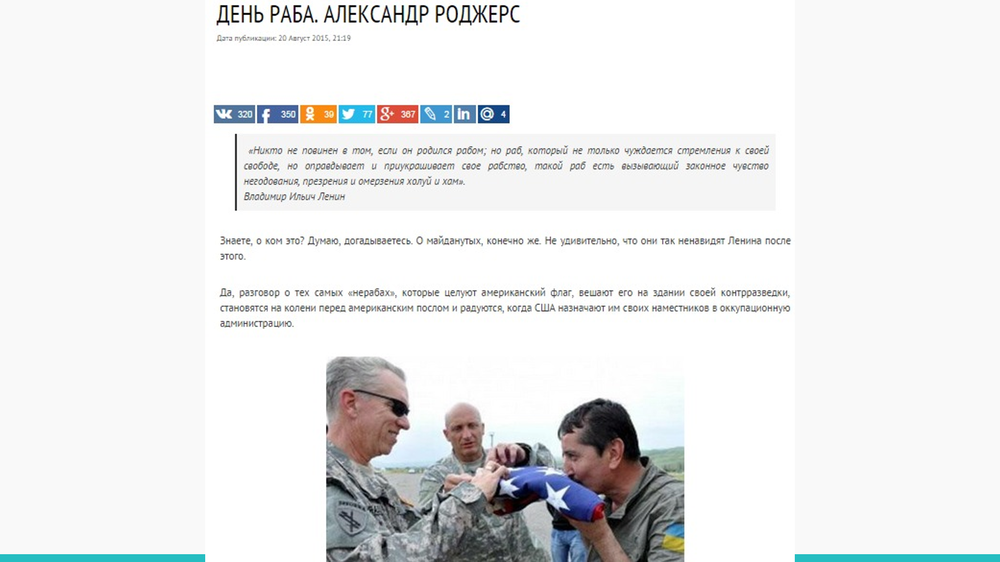 ДЕНЬ РАБА. АЛЕКСАНДР РОДЖЕРС
Дата публикации: 20 Август 2015, 21:19
320 350 39 77 g+ 367 2 in @ 4
«Никто не повинен в том, если он родился рабом; но раб, который не только чуждается стремления к своей
свободе, но оправдывает и приукрашивает свое рабство, такой раб есть вызывающий законное чувство
негодования, презрения и омерзения холуй и хам».
Владимир Ильич Ленин
Знаете, о ком это? Думаю, догадываетесь. О майданутых, конечно же. Не удивительно, что они так ненавидят Ленина после
этого.
Да, разговор о тех самых «нерабах», которые целуют американский флаг, вешают его на здании своей контрразведки,
становятся на колени перед американским послом и радуются, когда США назначают им своих наместников в оккупационную
администрацию.